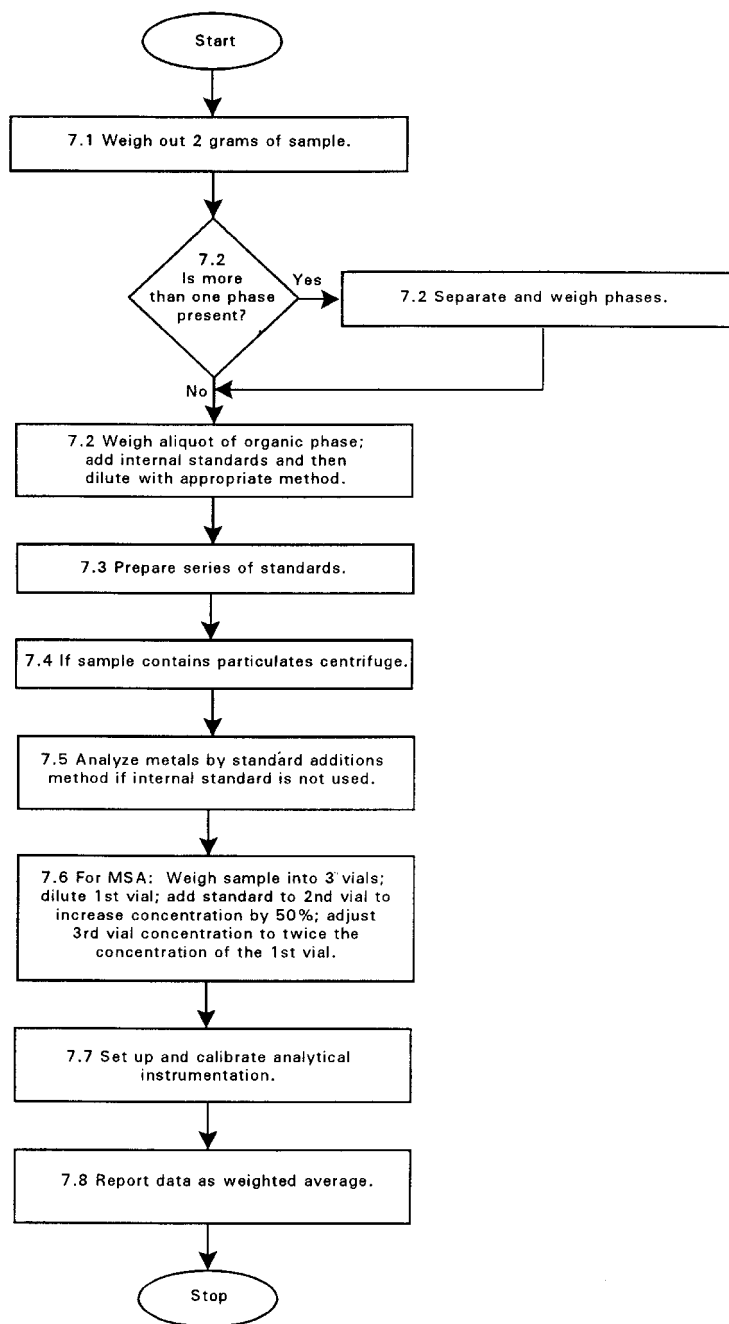 Start
7.1 Weigh out 2 grams of sample.
7.2
Is more
than one phase
present?
Yes
7.2 Separate and weigh phases.
No
7.2 Weigh aliquot of organic phase;
add internal standards and then
dilute with appropriate method.
7.3 Prepare series of standards.
7.4 If sample contains particulates centrifuge.
7.5 Analyze metals by standard additions
method if internal standard is not used.
7.6 For MSA: Weigh sample into 3 vials;
dilute 1st vial; add standard to 2nd vial to
increase concentration by 50%; adjust
3rd vial concentration to twice the
concentration of the 1st vial.
7.7 Set up and calibrate analytical
instrumentation.
7.8 Report data as weighted average.
Stop